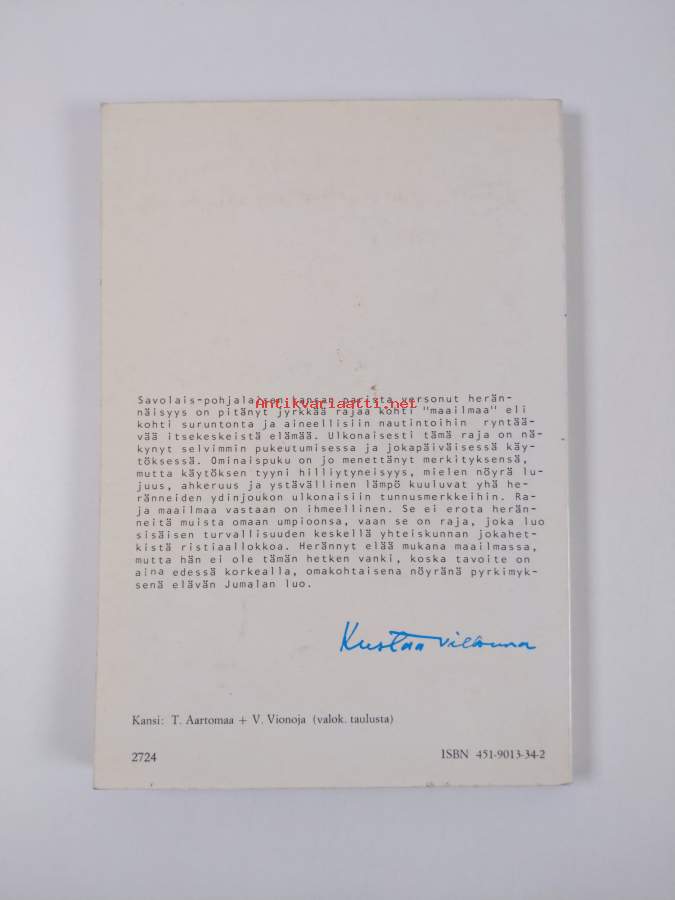 Savolais-pohjalaisen kansan parista versonut herän-
Antikvariaatti.net
näisyys on pitänyt jyrkkää rajaa kohti "maailmaa" eli
kohti suruntonta ja aineellisiin nautintoihin ryntää-
vää itsekeskeistä elämää. Ulkonaisesti tämä raja on nä-
kynyt selvimmin pukeutumisessa ja jokapäiväisessä käy-
töksessä. Ominaispuku on jo menettänyt merkityksensä,
mutta käytöksen tyyni hilliytyneisyys, mielen nöyrä lu-
juus, ahkeruus ja ystävällinen lämpö kuuluvat yhä he-
ränneiden ydinjoukon ulkonaisiin tunnusmerkkeihin. Ra-
ja maailmaa vastaan on ihmeellinen. Se ei erota herän-
neitä muista omaan umpioonsa, vaan se on raja, joka luo
sisäisen turvallisuuden keskellä yhteiskunnan jokahet-
kistä ristiaallokkoa. Herännyt elää mukana maailmassa,
mutta hän ei ole tämän hetken vanki, koska tavoite on
aina edessä korkealla, omakohtaisena nöyränä pyrkimyk-
senä elävän Jumalan luo.
Kustaa Vilkuna
Kansi: T. Aartomaa + V. Vionoja (valok. taulusta)
2724
ISBN 451-9013-34-2